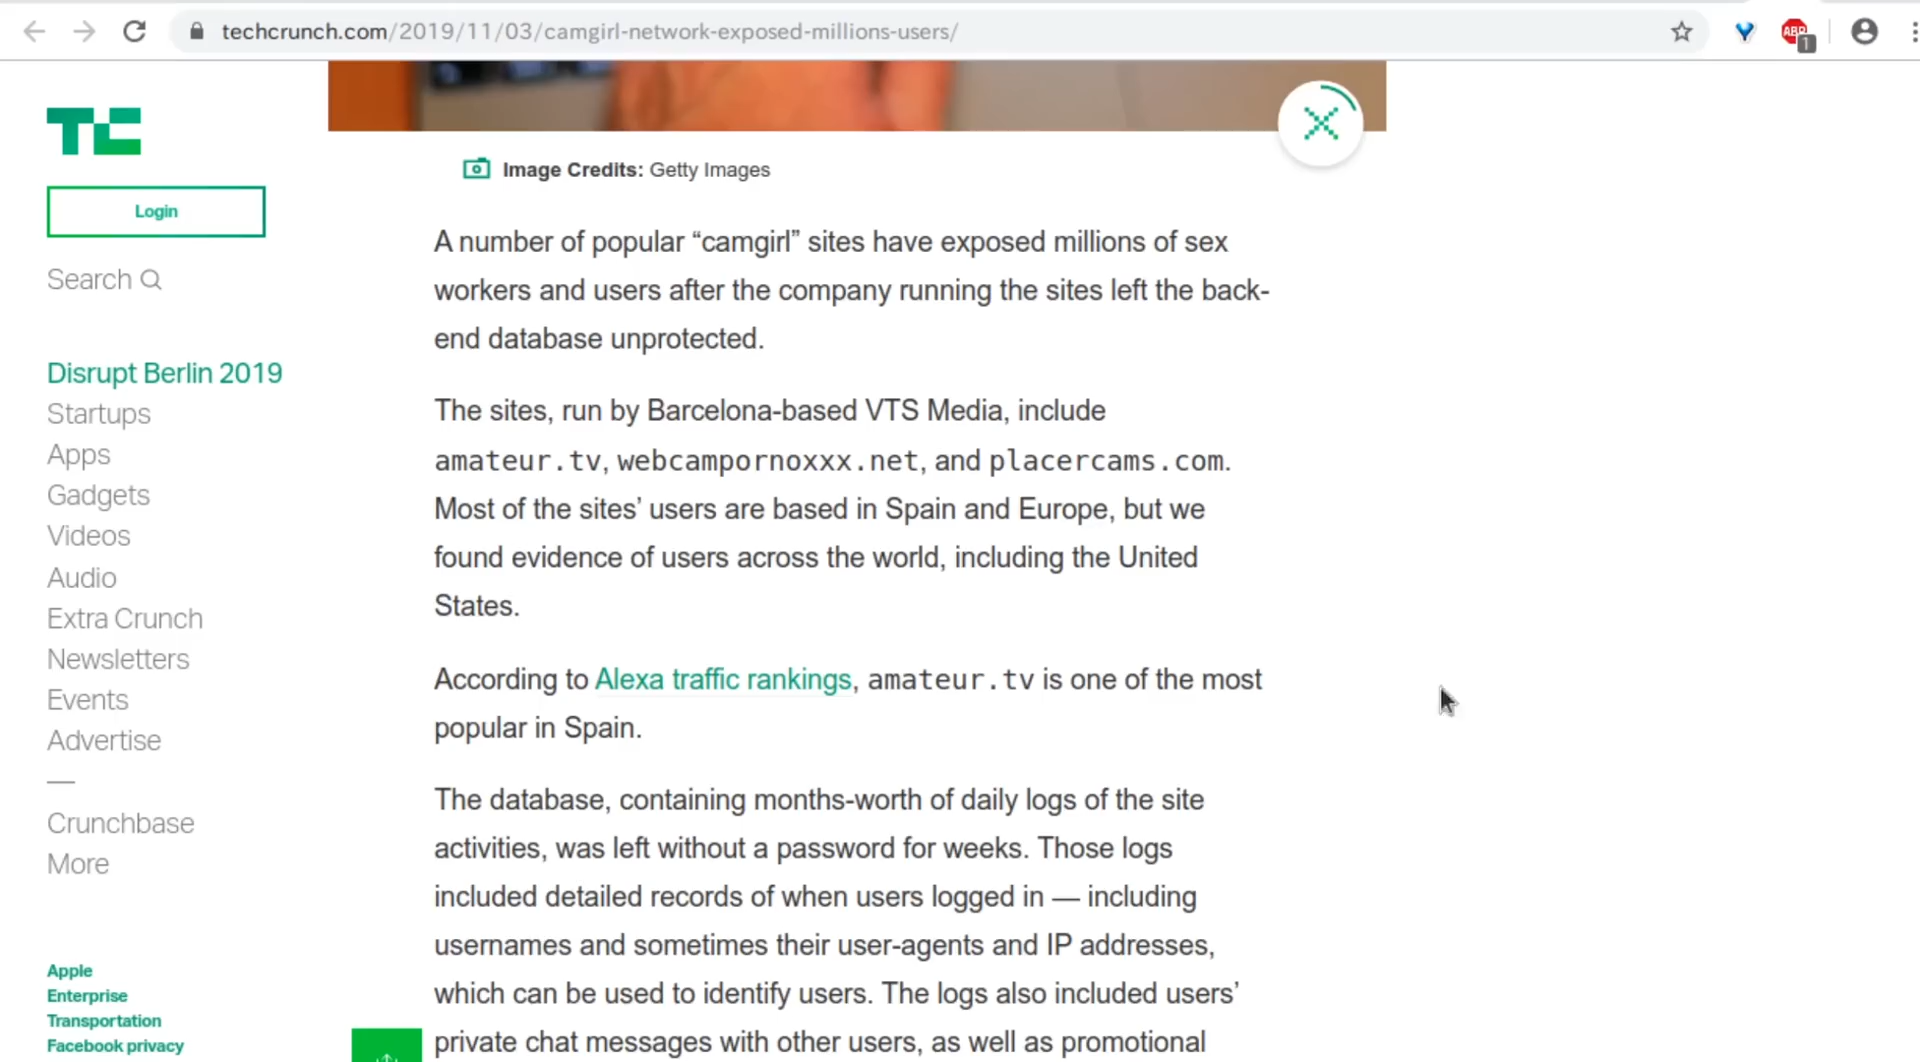 techcrunch.com/2019/11/03/camgirl-network-exposed-millions-users/
ABP
1
TC
Login
Search
Disrupt Berlin 2019
Startups
Apps
Gadgets
Videos
Audio
Extra Crunch
Newsletters
Events
Advertise
—
Crunchbase
More
Apple
Enterprise
Transportation
Facebook privacy
Image Credits: Getty Images
A number of popular “camgirl” sites have exposed millions of sex
workers and users after the company running the sites left the back-
end database unprotected.
The sites, run by Barcelona-based VTS Media, include
amateur.tv, webcampornoxxx.net, and placercams.com.
Most of the sites’ users are based in Spain and Europe, but we
found evidence of users across the world, including the United
States.
According to Alexa traffic rankings, amateur.tv is one of the most
popular in Spain.
The database, containing months-worth of daily logs of the site
activities, was left without a password for weeks. Those logs
included detailed records of when users logged in — including
usernames and sometimes their user-agents and IP addresses,
which can be used to identify users. The logs also included users’
private chat messages with other users, as well as promotional